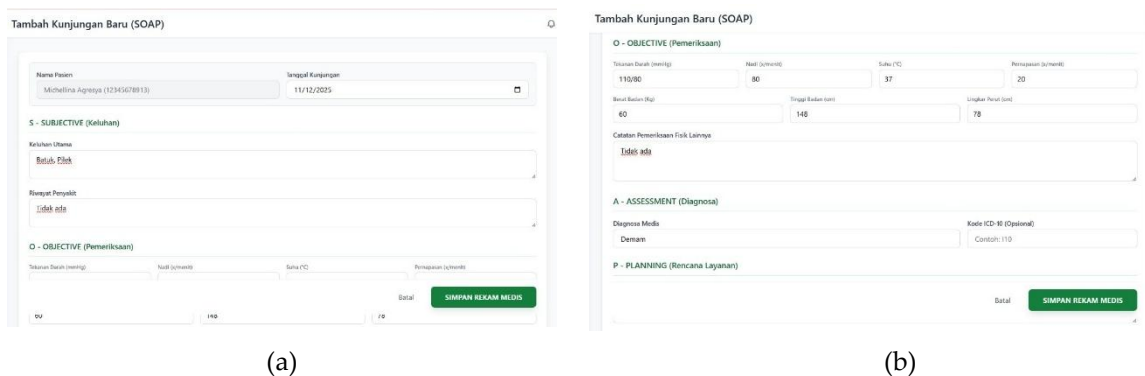 Tambah Kunjungan Baru (SOAP)
Nama Pasien Tanggal Kunjungan
Michellina Agresya (12345678913) 11/12/2025
S - SUBJECTIVE (Keluhan)
Keluhan Utama
Batuk, Pilek
Riwayat Penyakit
Tidak ada
O - OBJECTIVE (Pemeriksaan)
Tekanan Darah (mmHg) Nadi (x/menit) Suhu (°C) Pernapasan (x/menit)
Batal SIMPAN REKAM MEDIS
60 148 78
(a)
Tambah Kunjungan Baru (SOAP)
O - OBJECTIVE (Pemeriksaan)
Tekanan Darah (mmHg) Nadi (x/menit) Suhu (°C) Pernapasan (x/menit)
110/80 80 37 20
Berat Badan (Kg) Tinggi Badan (cm) Lingkar Perut (cm)
60 148 78
Catatan Pemeriksaan Fisik Lainnya
Tidak ada
A - ASSESSMENT (Diagnosa)
Diagnosa Medis Kode ICD-10 (Opsional)
Demam Contoh: I10
P - PLANNING (Rencana Layanan)
Batal SIMPAN REKAM MEDIS
(b)